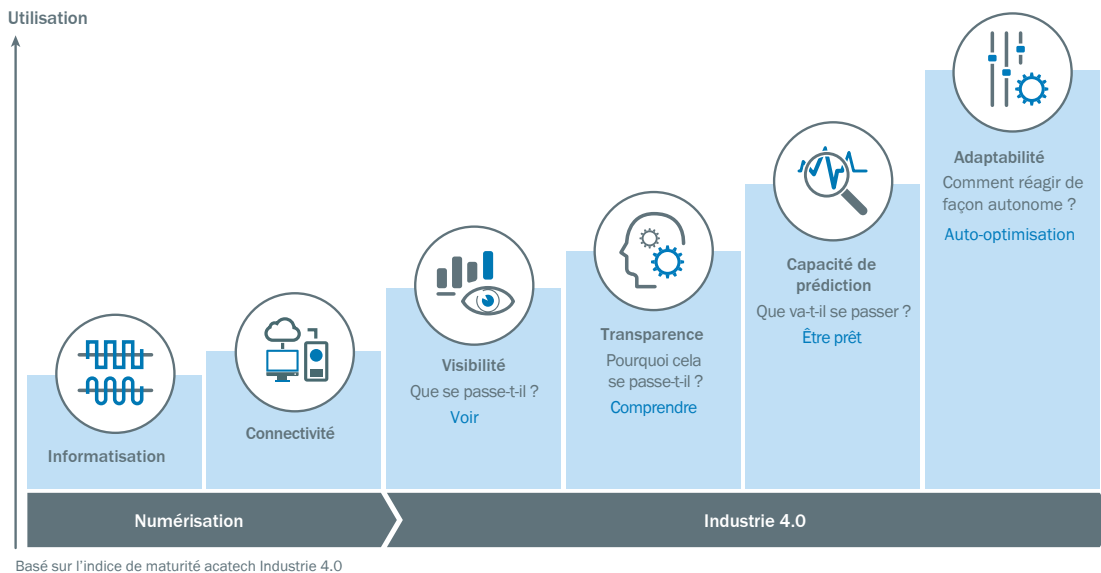 Utilisation
Informatisation
Connectivité
Visibilité
Que se passe-t-il ?
Voir
Transparence
Pourquoi cela
se passe-t-il ?
Comprendre
Capacité de
prédiction
Que va-t-il se passer ?
Être prêt
Adaptabilité
Comment réagir de
façon autonome ?
Auto-optimisation
Numérisation
Industrie 4.0
Basé sur l’indice de maturité acatech Industrie 4.0